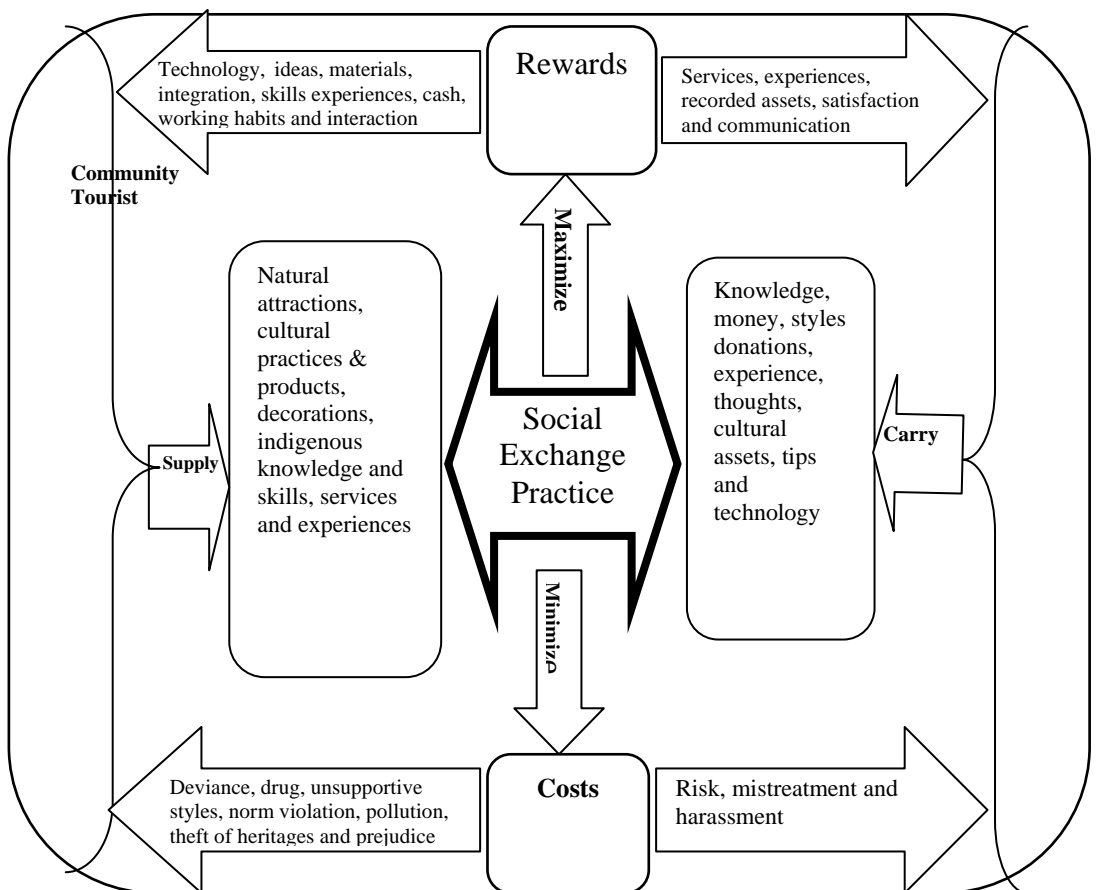 Rewards
Technology, ideas, materials,
integration, skills experiences, cash,
working habits and interaction
Services, experiences,
recorded assets, satisfaction
and communication
Community
Tourist
Maximize
Natural
attractions,
cultural
practices &
products,
decorations,
indigenous
knowledge and
skills, services
and experiences
Knowledge,
money, styles
donations,
experience,
thoughts,
cultural
assets, tips
and
technology
Supply
Social
Exchange
Practice
Carry
Minimize
Costs
Deviance, drug, unsupportive
styles, norm violation, pollution,
theft of heritages and prejudice
Risk, mistreatment and
harassment